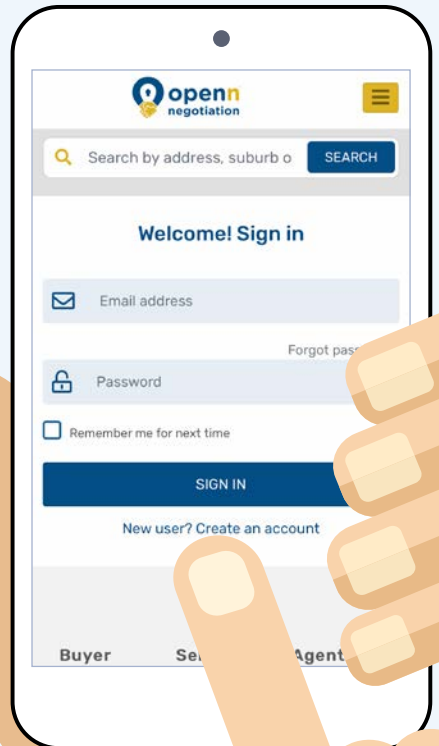 openn
negotiation
Search by address, suburb o SEARCH
Welcome! Sign in
Email address
Forgot
Password
Remember me for next time
SIGN IN
New user? Create an account
Buyer Agent